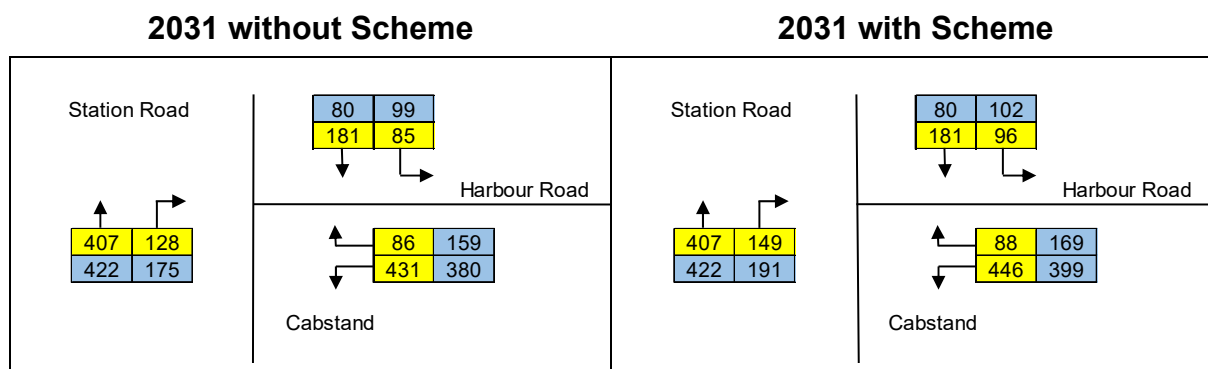 2031 without Scheme
2031 with Scheme
Station Road
80 99
181 85
Harbour Road
407 128
422 175
86 159
431 380
Cabstand
Station Road
80 102
181 96
Harbour Road
407 149
422 191
88 169
446 399
Cabstand